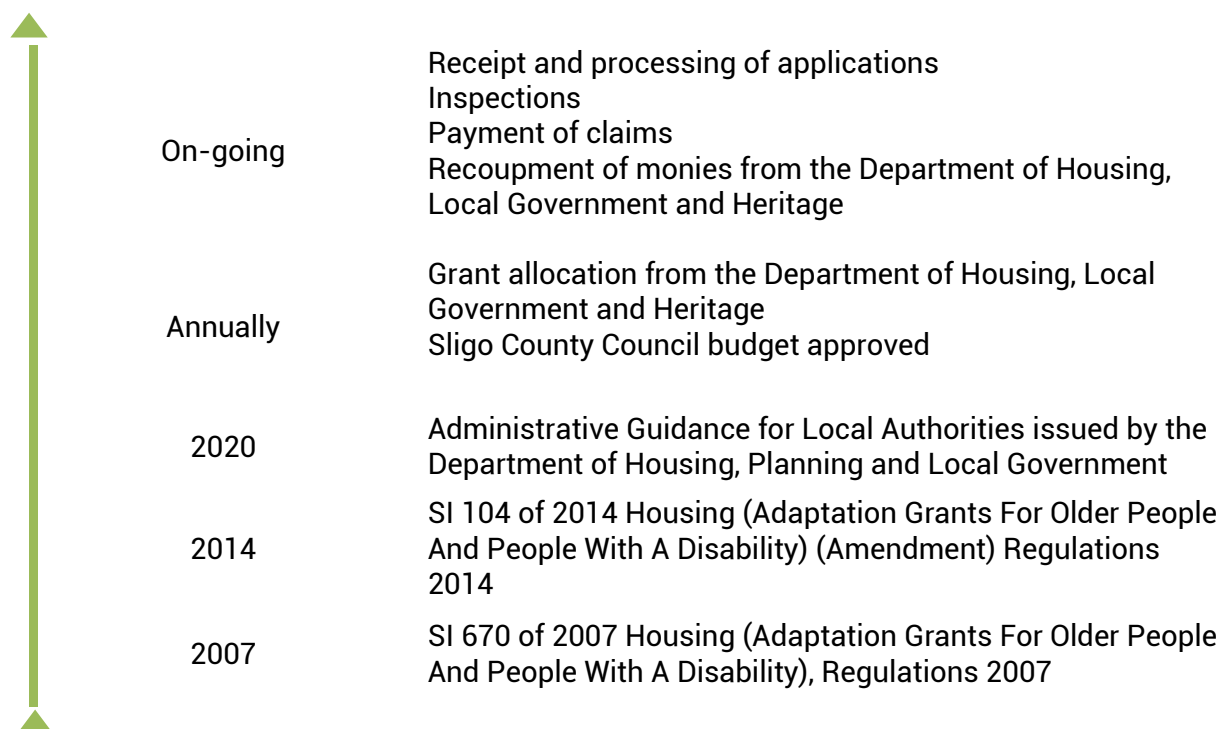 Receipt and processing of applications
Inspections
On-going
Payment of claims
Recoupment of monies from the Department of Housing,
Local Government and Heritage
Annually
Grant allocation from the Department of Housing, Local
Government and Heritage
Sligo County Council budget approved
2020
Administrative Guidance for Local Authorities issued by the
Department of Housing, Planning and Local Government
2014
SI 104 of 2014 Housing (Adaptation Grants For Older People
And People With A Disability) (Amendment) Regulations
2014
2007
SI 670 of 2007 Housing (Adaptation Grants For Older People
And People With A Disability), Regulations 2007